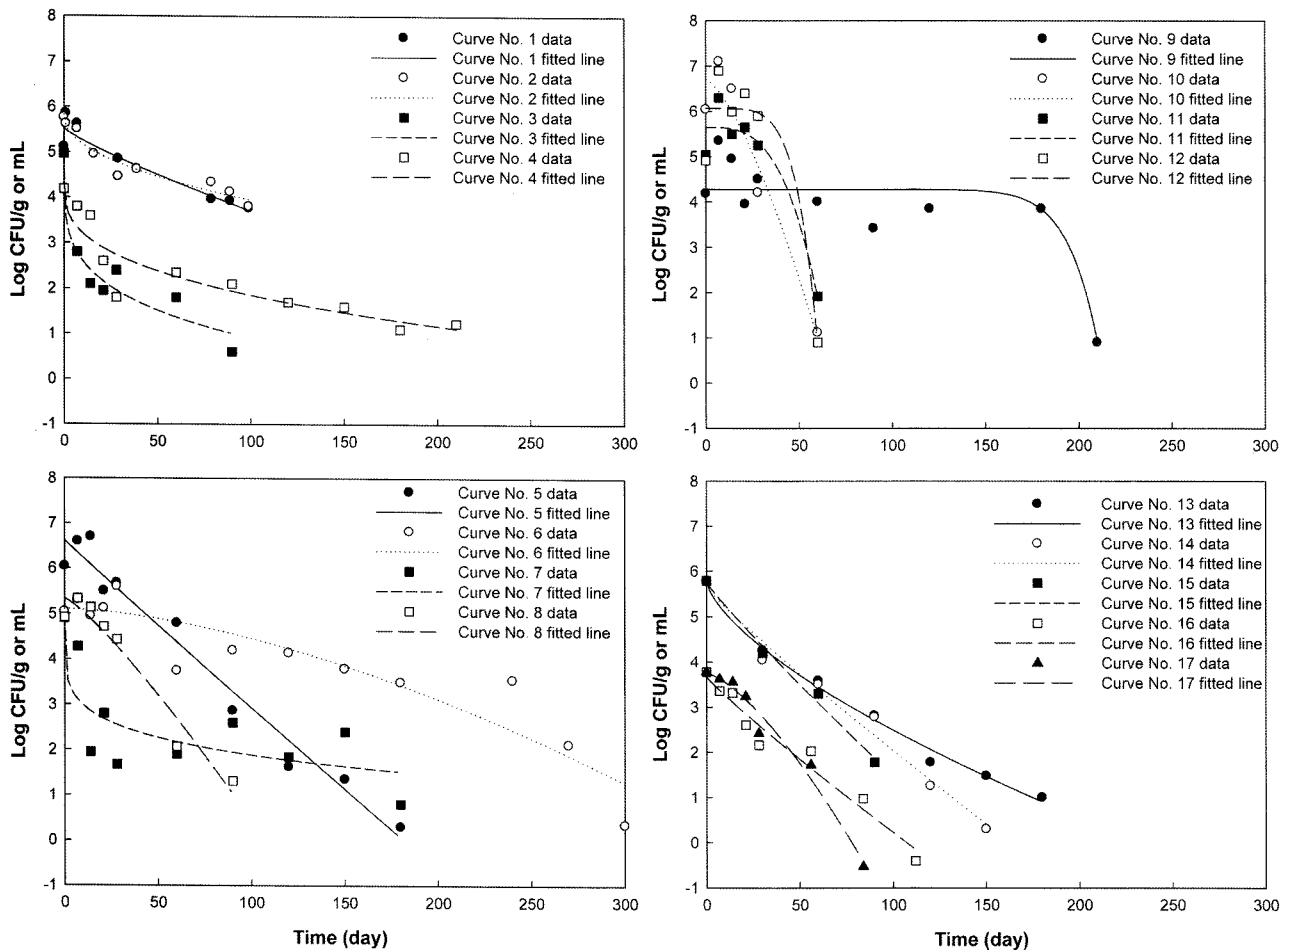 8
7
6
5
4
3
2
1
0
-1
Log CFU/g or mL
Curve No. 1 data
Curve No. 1 fitted line
Curve No. 2 data
Curve No. 2 fitted line
Curve No. 3 data
Curve No. 3 fitted line
Curve No. 4 data
Curve No. 4 fitted line
0 50 100 150 200 250 300
8
7
6
5
4
3
2
1
0
-1
Log CFU/g or mL
Curve No. 9 data
Curve No. 9 fitted line
Curve No. 10 data
Curve No. 10 fitted line
Curve No. 11 data
Curve No. 11 fitted line
Curve No. 12 data
Curve No. 12 fitted line
0 50 100 150 200 250 300
8
7
6
5
4
3
2
1
0
-1
Log CFU/g or mL
Curve No. 5 data
Curve No. 5 fitted line
Curve No. 6 data
Curve No. 6 fitted line
Curve No. 7 data
Curve No. 7 fitted line
Curve No. 8 data
Curve No. 8 fitted line
0 50 100 150 200 250 300
Time (day)
8
7
6
5
4
3
2
1
0
-1
Log CFU/g or mL
Curve No. 13 data
Curve No. 13 fitted line
Curve No. 14 data
Curve No. 14 fitted line
Curve No. 15 data
Curve No. 15 fitted line
Curve No. 16 data
Curve No. 16 fitted line
Curve No. 17 data
Curve No. 17 fitted line
0 50 100 150 200 250 300
Time (day)